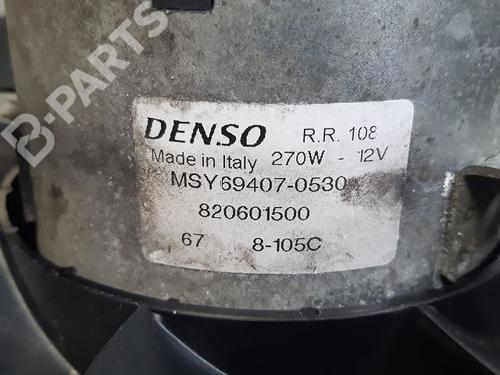 B-PARTS
DENSO R.R. 108
Made in Italy 270W - 12V
MSY69407-0530
820601500
67 8-105C